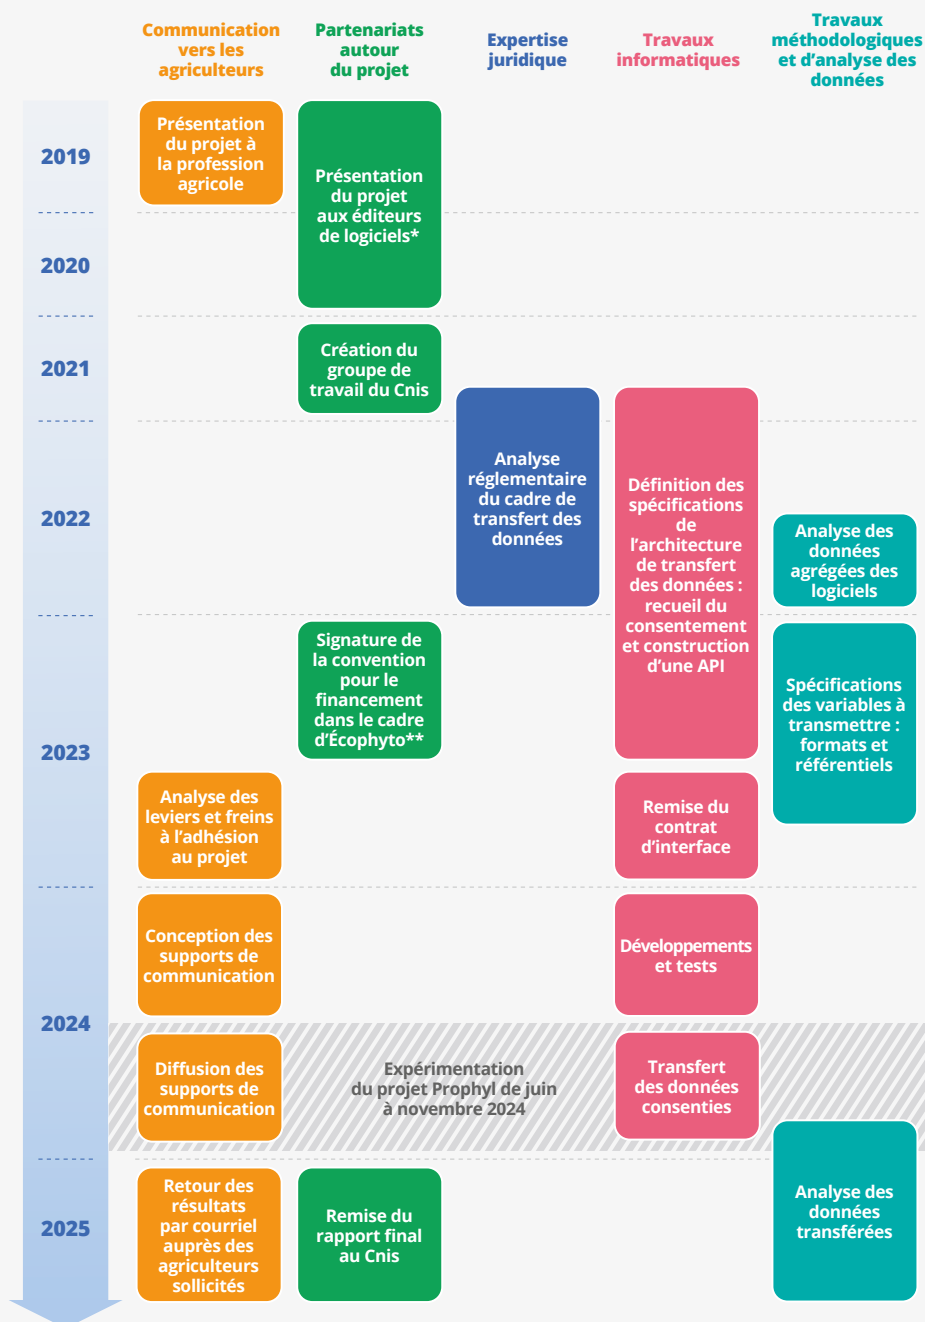 Communication
vers les
agriculteurs
Partenariats
autour
du projet
Expertise
juridique
Travaux
informatiques
Travaux
méthodologiques
et d’analyse des
données
2019
Présentation
du projet à
la profession
agricole
Présentation
du projet
aux éditeurs
de logiciels*
2020
2021
Création du
groupe de
travail du Cnis
2022
Analyse
réglementaire
du cadre de
transfert des
données
Définition des
spécifications
de
l’architecture
de transfert
des données :
recueil du
consentement
et construction
d’une API
Analyse des
données
agrégées des
logiciels
2023
Signature de
la convention
pour le
financement
dans le cadre
d’Écophyto**
Spécifications
des variables à
transmettre :
formats et
référentiels
Analyse des
leviers et freins
à l’adhésion
au projet
Remise du
contrat
d’interface
2024
Conception des
supports de
communication
Développements
et tests
Diffusion des
supports de
communication
Expérimentation
du projet Prophyl de juin
à novembre 2024
Transfert
des données
consenties
2025
Retour des
résultats
par courriel
auprès des
agriculteurs
sollicités
Remise du
rapport final
au Cnis
Analyse des
données
transférées